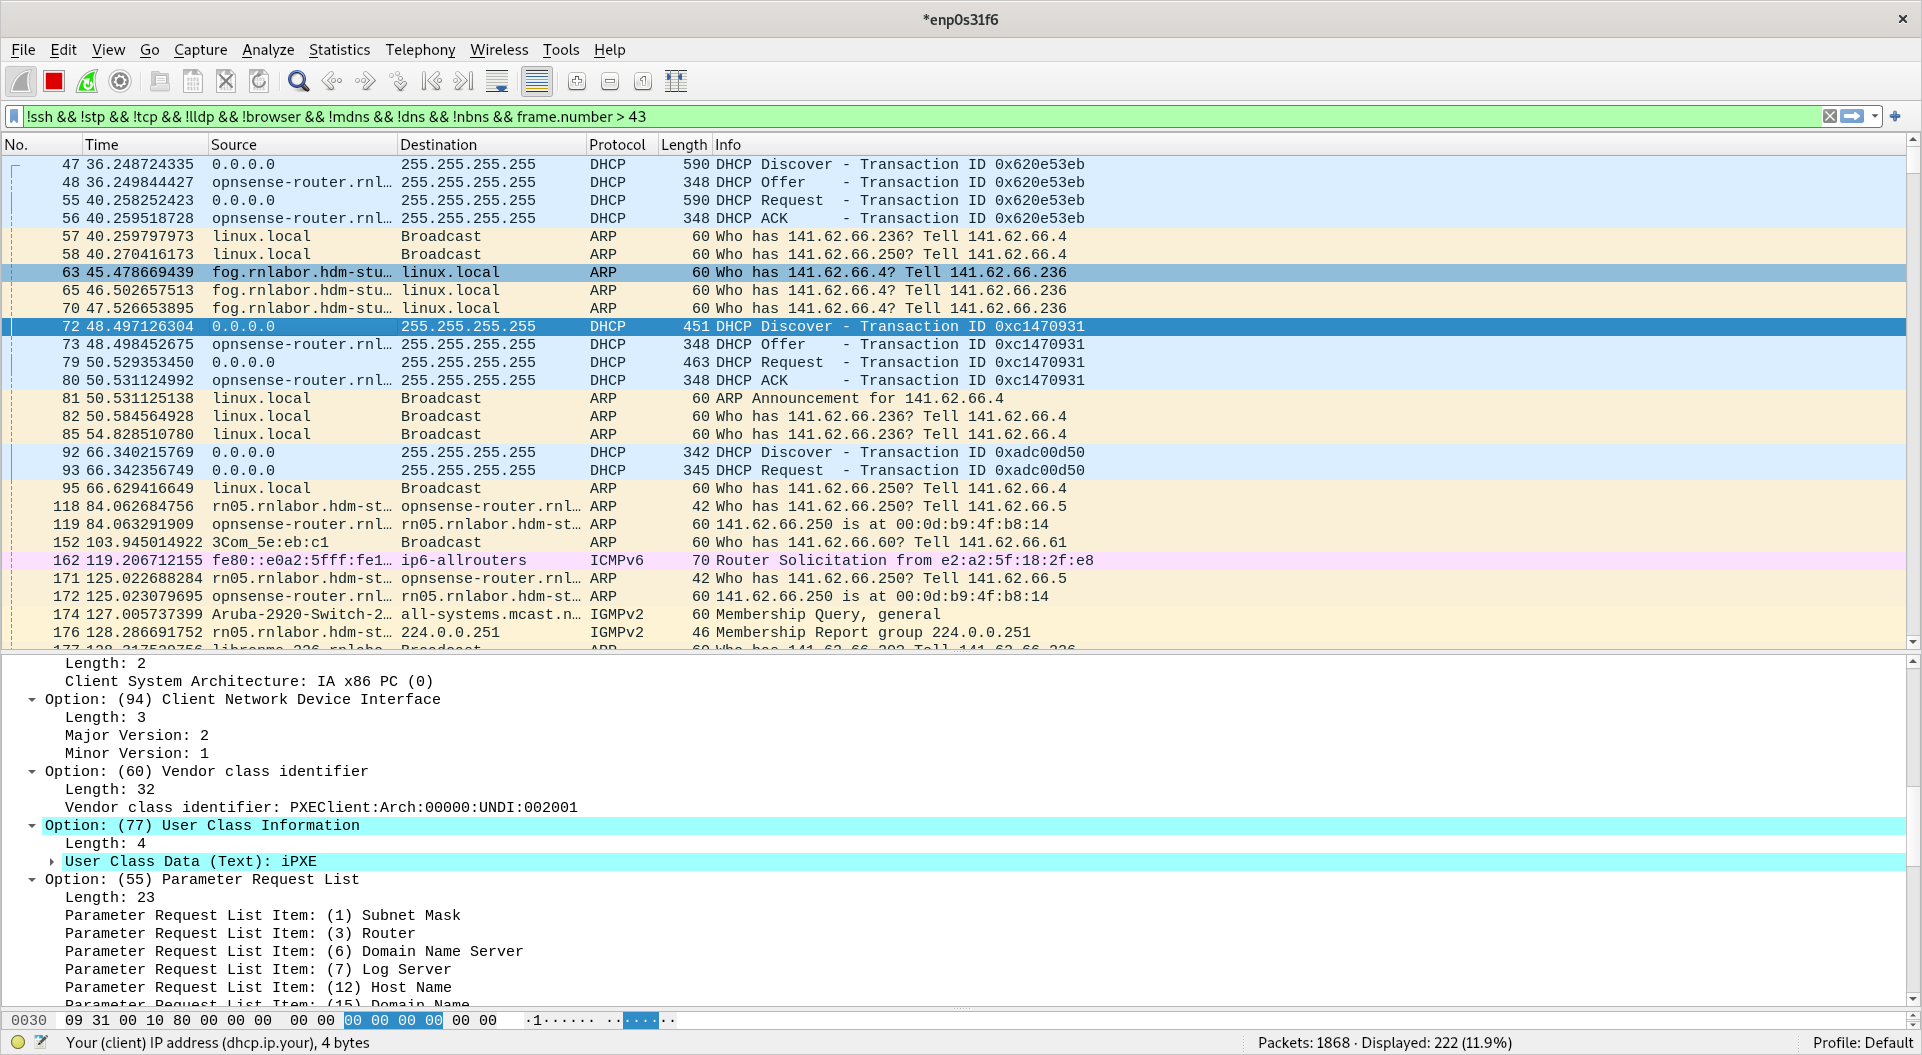 *enp0s31f6
File Edit View Go Capture Analyze Statistics Telephony Wireless Tools Help
!ssh && !stp && !tcp && !lldp && !browser && !mdns && !dns && !nbns && frame.number > 43
No. Time Source Destination Protocol Length Info
47 36.248724335 0.0.0.0 255.255.255.255 DHCP 590 DHCP Discover - Transaction ID 0x620e53eb
48 36.249844427 opnsense-router.rnl… 255.255.255.255 DHCP 348 DHCP Offer - Transaction ID 0x620e53eb
55 40.258252423 0.0.0.0 255.255.255.255 DHCP 590 DHCP Request - Transaction ID 0x620e53eb
56 40.259518728 opnsense-router.rnl… 255.255.255.255 DHCP 348 DHCP ACK - Transaction ID 0x620e53eb
57 40.259797973 linux.local Broadcast ARP 60 Who has 141.62.66.236? Tell 141.62.66.4
58 40.270416173 linux.local Broadcast ARP 60 Who has 141.62.66.250? Tell 141.62.66.4
63 45.478669439 fog.rnlabor.hdm-stu… linux.local ARP 60 Who has 141.62.66.4? Tell 141.62.66.236
65 46.502657513 fog.rnlabor.hdm-stu… linux.local ARP 60 Who has 141.62.66.4? Tell 141.62.66.236
70 47.526653895 fog.rnlabor.hdm-stu… linux.local ARP 60 Who has 141.62.66.4? Tell 141.62.66.236
72 48.497126304 0.0.0.0 255.255.255.255 DHCP 451 DHCP Discover - Transaction ID 0xc1470931
73 48.498452675 opnsense-router.rnl… 255.255.255.255 DHCP 348 DHCP Offer - Transaction ID 0xc1470931
79 50.529353450 0.0.0.0 255.255.255.255 DHCP 463 DHCP Request - Transaction ID 0xc1470931
80 50.531124992 opnsense-router.rnl… 255.255.255.255 DHCP 348 DHCP ACK - Transaction ID 0xc1470931
81 50.531125138 linux.local Broadcast ARP 60 ARP Announcement for 141.62.66.4
82 50.584564928 linux.local Broadcast ARP 60 Who has 141.62.66.236? Tell 141.62.66.4
85 54.828510780 linux.local Broadcast ARP 60 Who has 141.62.66.236? Tell 141.62.66.4
92 66.340215769 0.0.0.0 255.255.255.255 DHCP 342 DHCP Discover - Transaction ID 0xadc00d50
93 66.342356749 0.0.0.0 255.255.255.255 DHCP 345 DHCP Request - Transaction ID 0xadc00d50
95 66.629416649 linux.local Broadcast ARP 60 Who has 141.62.66.250? Tell 141.62.66.4
118 84.062684756 rn05.rnlabor.hdm-st… opnsense-router.rnl… ARP 42 Who has 141.62.66.250? Tell 141.62.66.5
119 84.063291909 opnsense-router.rnl… rn05.rnlabor.hdm-st… ARP 60 141.62.66.250 is at 00:0d:b9:4f:b8:14
152 103.945014922 3Com_5e:eb:c1 Broadcast ARP 60 Who has 141.62.66.60? Tell 141.62.66.61
162 119.206712155 fe80::e0a2:5fff:fe1… ip6-allrouters ICMPv6 70 Router Solicitation from e2:a2:5f:18:2f:e8
171 125.022688284 rn05.rnlabor.hdm-st… opnsense-router.rnl… ARP 42 Who has 141.62.66.250? Tell 141.62.66.5
172 125.023079695 opnsense-router.rnl… rn05.rnlabor.hdm-st… ARP 60 141.62.66.250 is at 00:0d:b9:4f:b8:14
174 127.005737399 Aruba-2920-Switch-2… all-systems.mcast.n… IGMPv2 60 Membership Query, general
176 128.286691752 rn05.rnlabor.hdm-st… 224.0.0.251 IGMPv2 46 Membership Report group 224.0.0.251
Length: 2
Client System Architecture: IA x86 PC (0)
Option: (94) Client Network Device Interface
Length: 3
Major Version: 2
Minor Version: 1
Option: (60) Vendor class identifier
Length: 32
Vendor class identifier: PXEClient:Arch:00000:UNDI:002001
Option: (77) User Class Information
Length: 4
User Class Data (Text): iPXE
Option: (55) Parameter Request List
Length: 23
Parameter Request List Item: (1) Subnet Mask
Parameter Request List Item: (3) Router
Parameter Request List Item: (6) Domain Name Server
Parameter Request List Item: (7) Log Server
Parameter Request List Item: (12) Host Name
Parameter Request List Item: (15) Domain Name
0030 09 31 00 10 80 00 00 00 00 00 00 00 00 00 00 00 ·1······ ········
Your (client) IP address (dhcp.ip.your), 4 bytes
Packets: 1868 · Displayed: 222 (11.9%)
Profile: Default